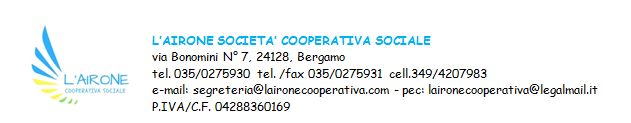 L'AIRONE SOCIETA' COOPERATIVA SOCIALE
via Bonomini N° 7, 24128, Bergamo
tel. 035/0275930 tel. /fax 035/0275931 cell.349/4207983
e-mail: segreteria@laironecooperativa.com - pec: laironecooperativa@legalmail.it
P.IVA/C.F. 04288360169
L'AiRONE
COOPERATIVA SOCIALE